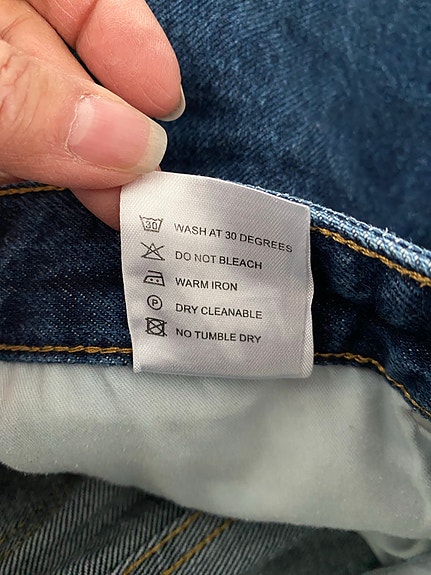 30 WASH AT 30 DEGREES
DO NOT BLEACH
WARM IRON
P DRY CLEANABLE
NO TUMBLE DRY